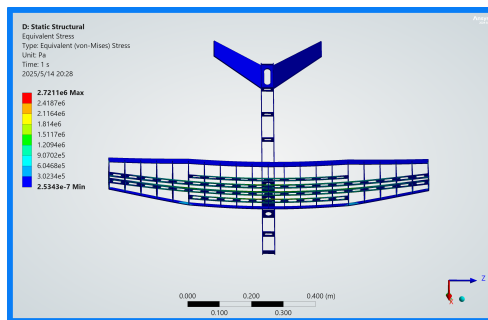 D: Static Structural
Equivalent Stress
Type: Equivalent (von-Mises) Stress
Unit: Pa
Time: 1 s
2025/5/14 20:28
2.7211e6 Max
2.4187e6
2.1164e6
1.814e6
1.5117e6
1.2094e6
9.0702e5
6.0468e5
3.0234e5
2.5343e-7 Min
0.000
0.200
0.400 (m)
0.100
0.300
Z
X